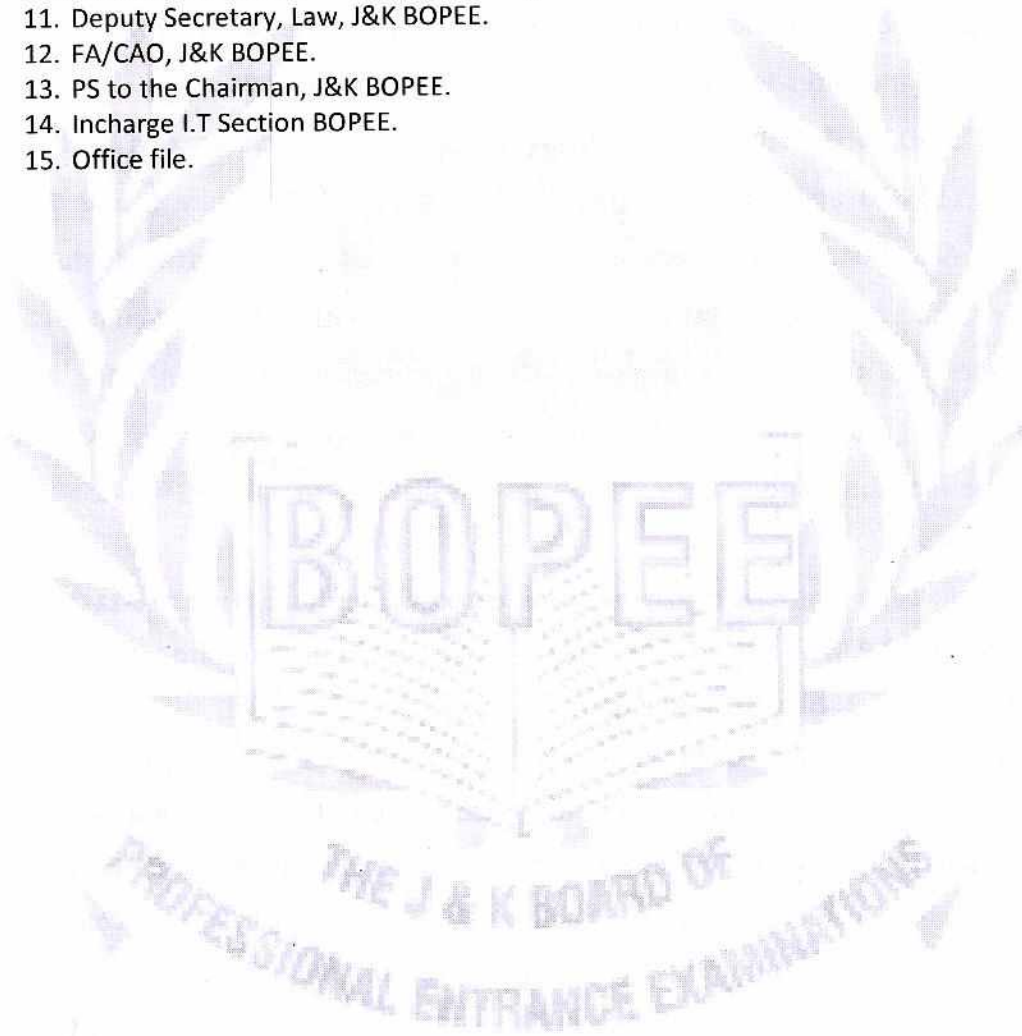 11. Deputy Secretary, Law, J&K BOPEE.
12. FA/CAO, J&K BOPEE.
13. PS to the Chairman, J&K BOPEE.
14. Incharge I.T Section BOPEE.
15. Office file.
BOPEE
THE J & K BOARD OF
PROFESSIONAL ENTRANCE EXAMINATIONS